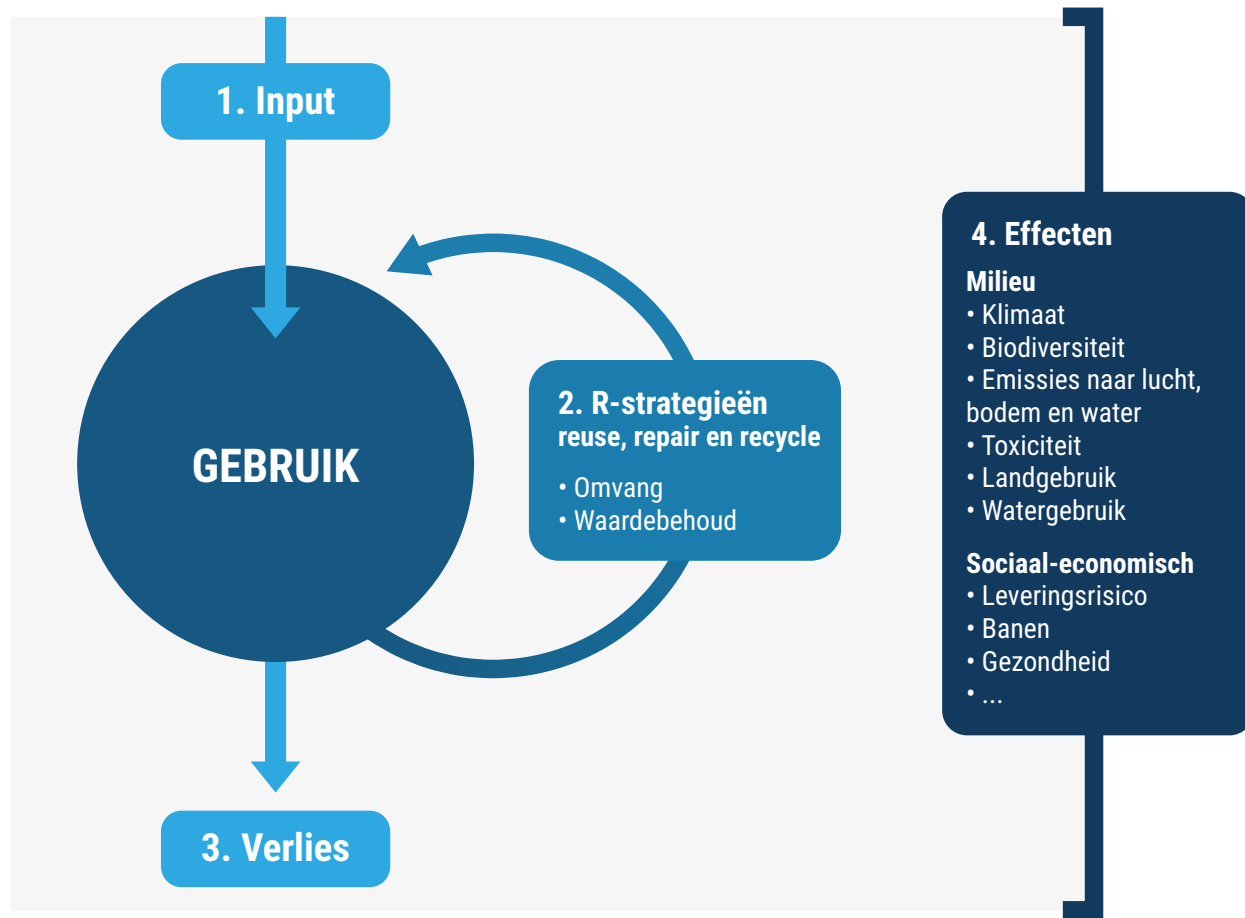 1. Input
GEBRUIK
2. R-strategieën
reuse, repair en recycle
• Omvang
• Waardebehoud
3. Verlies
4. Effecten
Milieu
• Klimaat
• Biodiversiteit
• Emissies naar lucht,
bodem en water
• Toxiciteit
• Landgebruik
• Watergebruik
Sociaal-economisch
• Leveringsrisico
• Banen
• Gezondheid
• ...